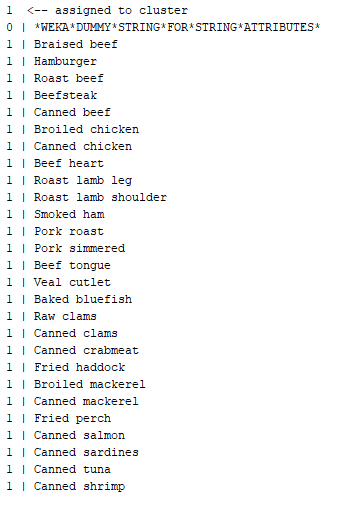 1  <-- assigned to cluster
0 | *WEKA*DUMMY*STRING*FOR*STRING*ATTRIBUTES*
1 | Braised beef
1 | Hamburger
1 | Roast beef
1 | Beefsteak
1 | Canned beef
1 | Broiled chicken
1 | Canned chicken
1 | Beef heart
1 | Roast lamb leg
1 | Roast lamb shoulder
1 | Smoked ham
1 | Pork roast
1 | Pork simmered
1 | Beef tongue
1 | Veal cutlet
1 | Baked bluefish
1 | Raw clams
1 | Canned clams
1 | Canned crabmeat
1 | Fried haddock
1 | Broiled mackerel
1 | Canned mackerel
1 | Fried perch
1 | Canned salmon
1 | Canned sardines
1 | Canned tuna
1 | Canned shrimp